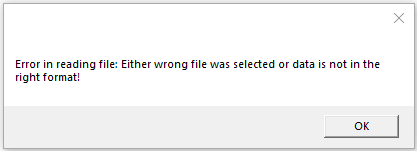 Error in reading file: Either wrong file was selected or data is not in the
right format!
OK